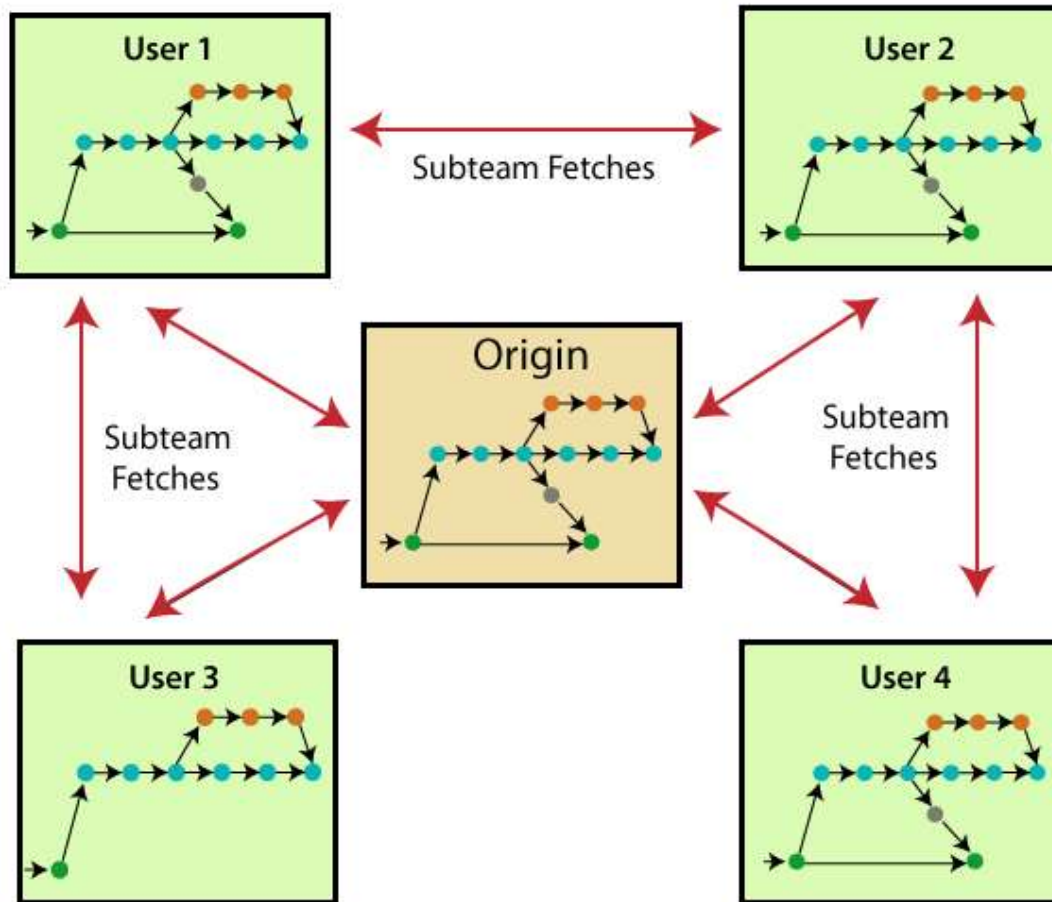 User 1
User 2
Subteam Fetches
Origin
Subteam
Fetches
Subteam
Fetches
User 3
User 4